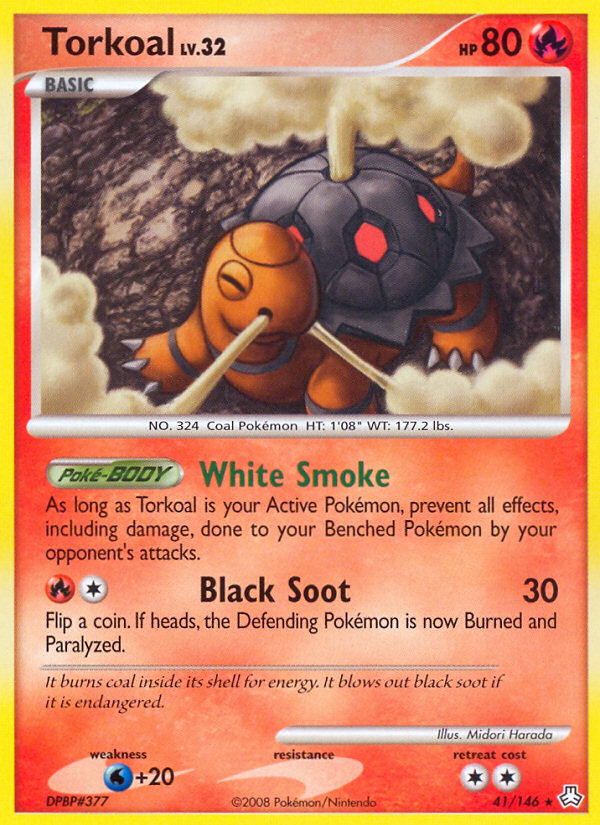 Torkoal LV.32
HP 80
BASIC
NO. 324 Coal Pokémon HT: 1'08" WT: 177.2 lbs.
Poké-BODY White Smoke
As long as Torkoal is your Active Pokémon, prevent all effects,
including damage, done to your Benched Pokémon by your
opponent's attacks.
Black Soot 30
Flip a coin. If heads, the Defending Pokémon is now Burned and
Paralyzed.
It burns coal inside its shell for energy. It blows out black soot if
it is endangered.
Illus. Midori Harada
weakness resistance retreat cost
+20
DPBP#377 ©2008 Pokémon/Nintendo 41/146 ★